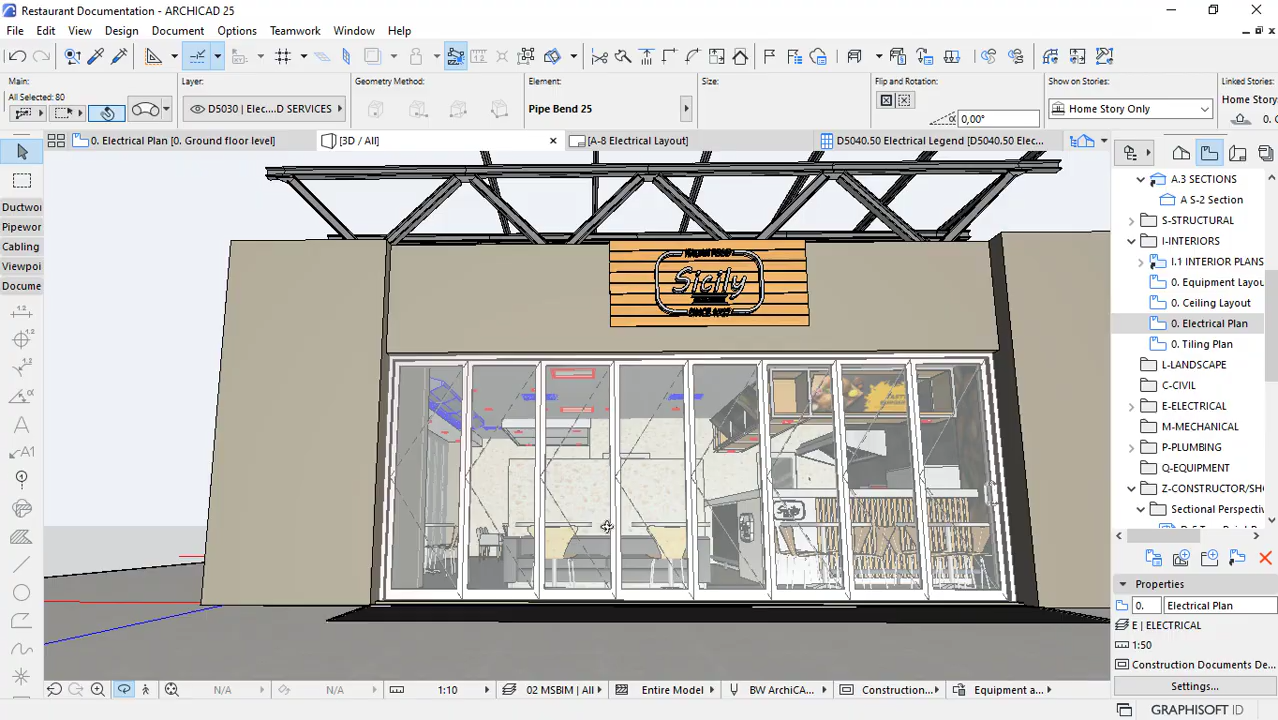 Restaurant Documentation - ARCHICAD 25
File Edit View Design Document Options Teamwork Window Help
Main:
All Selected: 80
Layer:
D5030 | Elec....D SERVICES
Geometry Method:
Element:
Pipe Bend 25
Size:
Flip and Rotation:
0,00°
Show on Stories:
Home Story Only
Linked Stories:
Home Story
0. Electrical Plan [0. Ground floor level]
[3D / All]
[A-8 Electrical Layout]
D5040.50 Electrical Legend [D5040.50 Elec...
Ductwo
Pipewor
Cabling
Viewpoi
Docume
ITALIAN FOOD
Sicily
A.3 SECTIONS
A S-2 Section
S-STRUCTURAL
I-INTERIORS
I.1 INTERIOR PLANS
0. Equipment Layou
0. Ceiling Layout
0. Electrical Plan
0. Tiling Plan
L-LANDSCAPE
C-CIVIL
E-ELECTRICAL
M-MECHANICAL
P-PLUMBING
Q-EQUIPMENT
Z-CONSTRUCTOR/SH
Sectional Perspectiv
Properties
0. Electrical Plan
E | ELECTRICAL
1:50
Construction Documents De...
Settings...
N/A
N/A
1:10
02 MSBIM | All
Entire Model
BW ArchiCA...
Construction...
Equipment a...
GRAPHISOFT ID